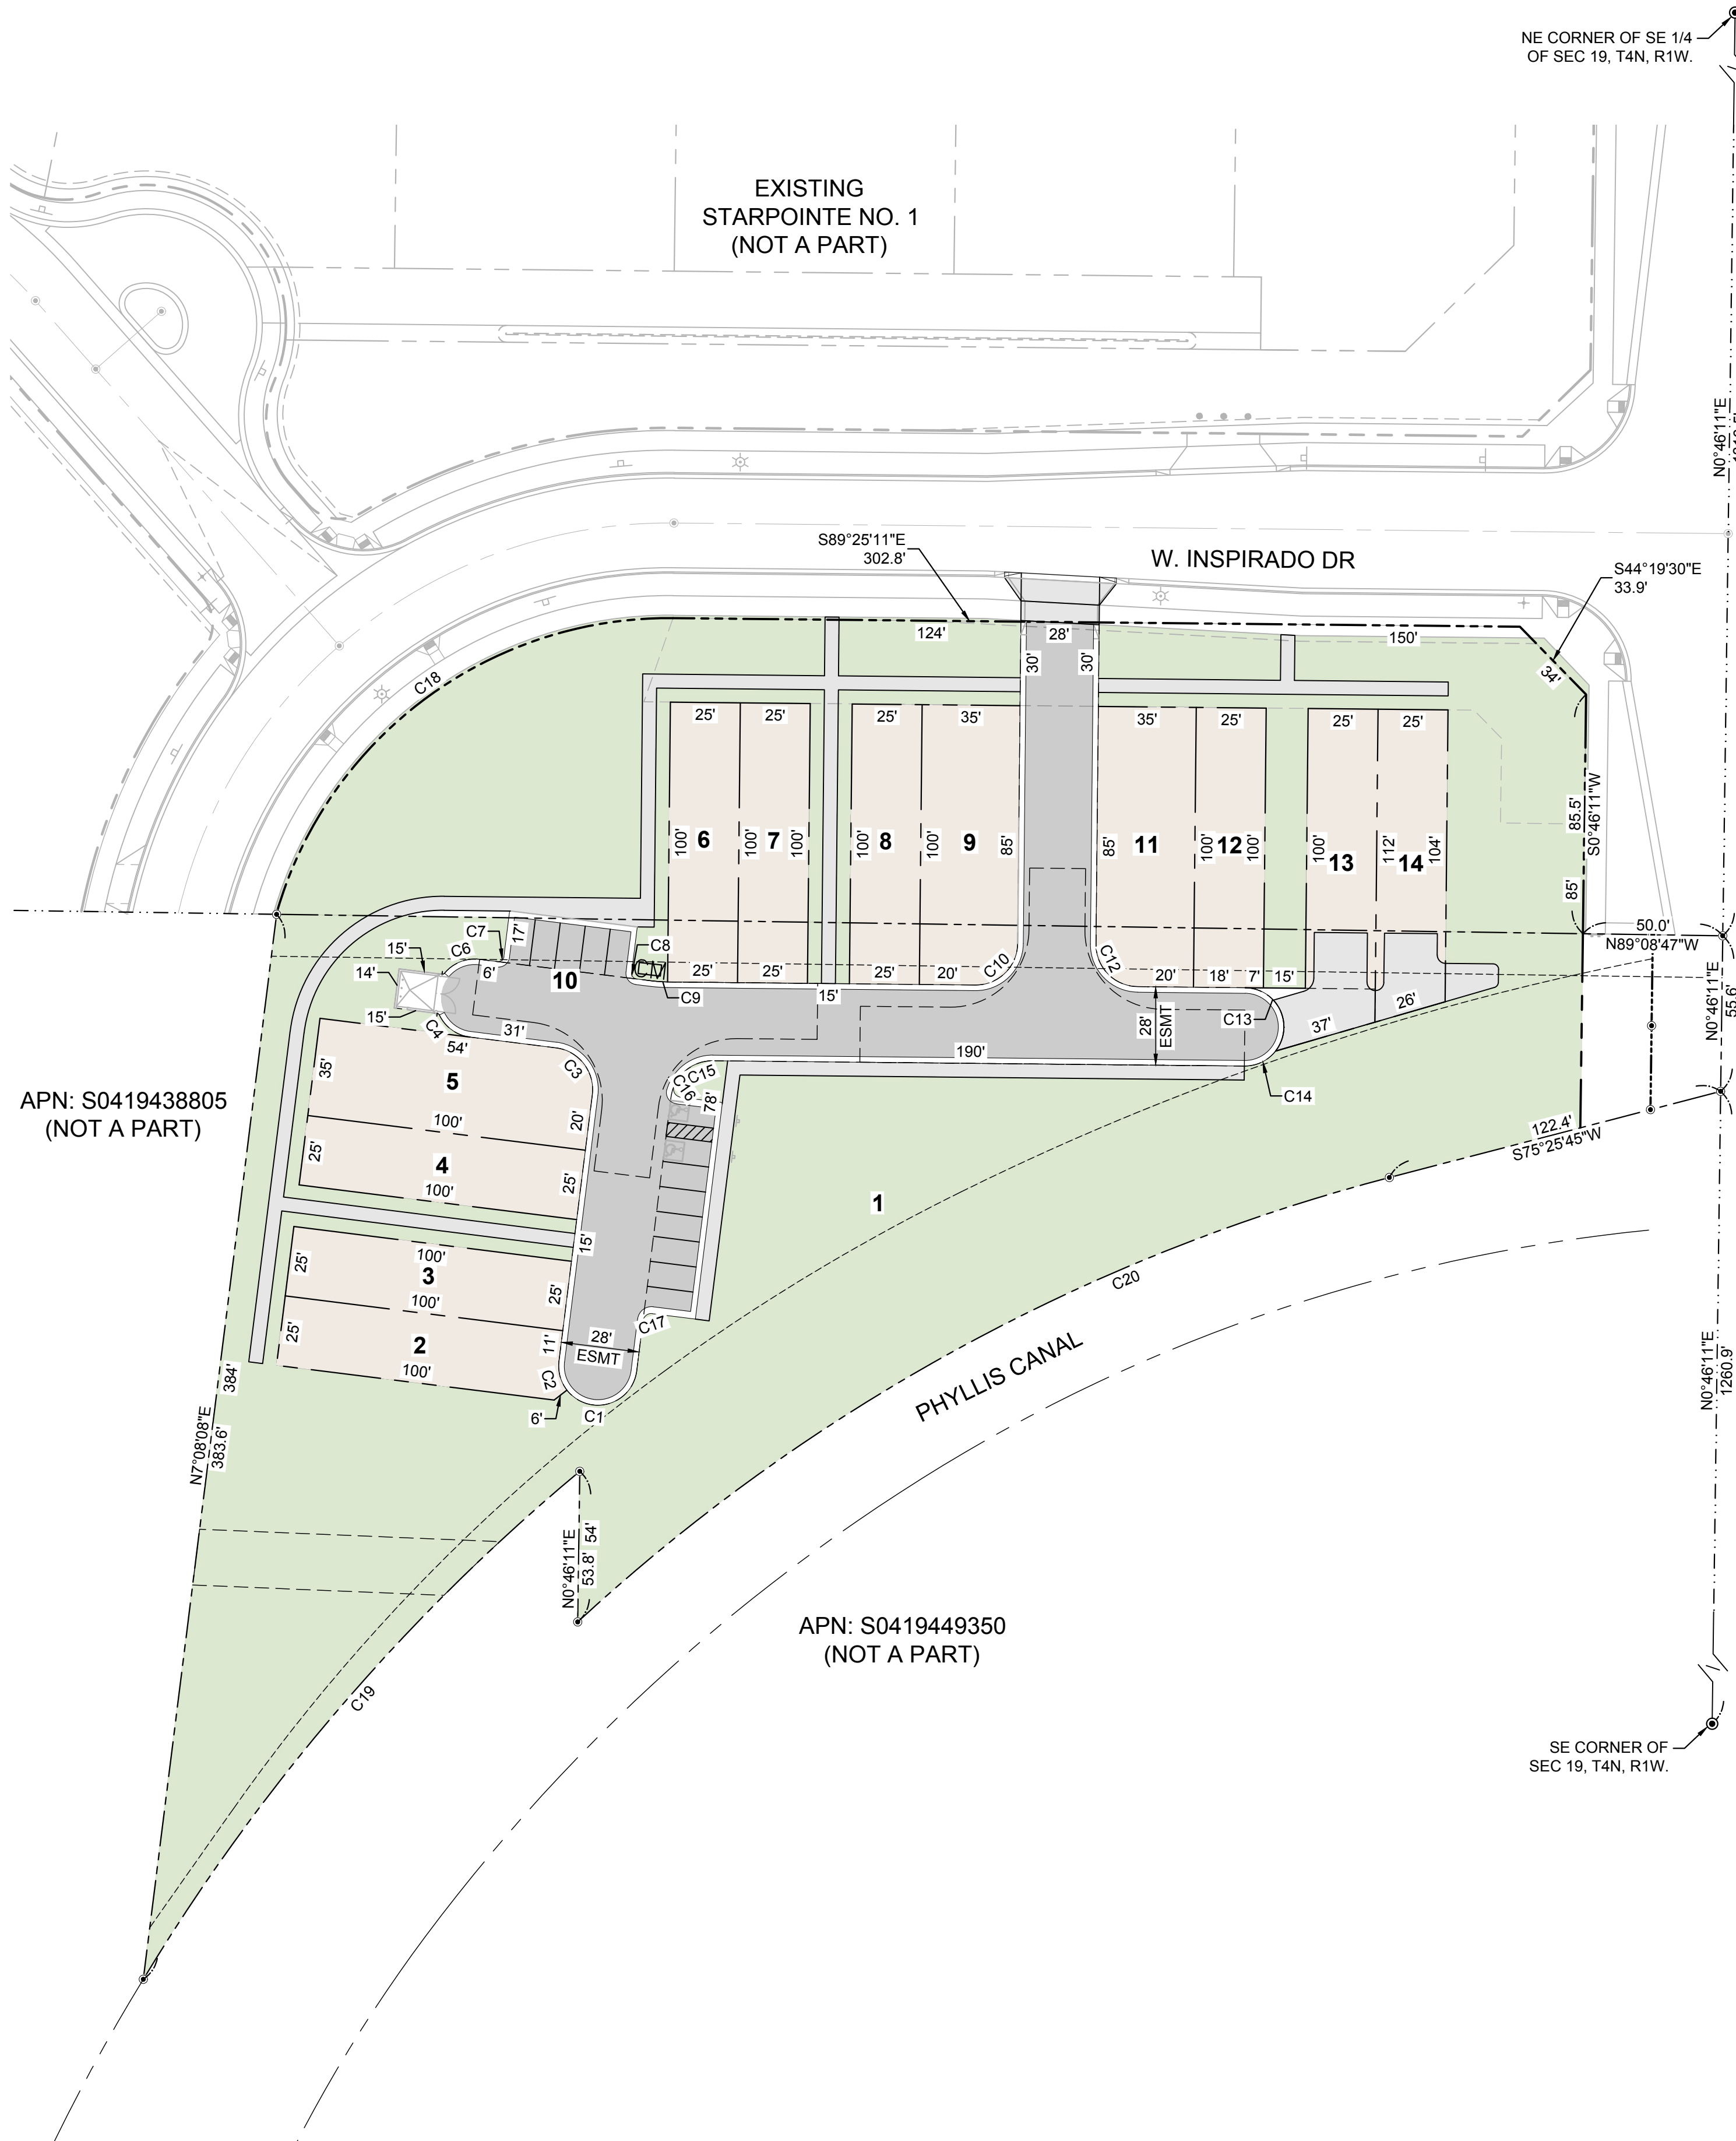 NE CORNER OF SE 1/4
OF SEC 19, T4N, R1W.
EXISTING
STARPOINTE NO. 1
(NOT A PART)
N0°46'11"E
S89°25'11"E
302.8'
W. INSPIRADO DR
S44°19'30"E
33.9'
124'
28'
150'
C18
30'
30'
34'
25'
25'
25'
35'
35'
25'
25'
25'
85.5'
S0°46'11"W
100'
6
100'
7
100'
100'
8
100'
9
85'
85'
11
100'
12
100'
100'
13
112'
14
104'
85'
50.0'
N89°08'47"W
C7
17'
C8
15'
C6
14'
6'
10
25'
25'
25'
20'
C10
C12
20'
18'
7'
15'
C9
15'
N0°46'11"E
55.6'
15'
C4
31'
54'
C13
28'
ESMT
37'
26'
C3
190'
35'
5
C15
C16
78'
C14
APN: S0419438805
(NOT A PART)
100'
20'
122.4'
S75°25'45"W
25'
4
100'
25'
1
15'
100'
25'
3
100'
25'
C20
25'
2
100'
11'
28'
ESMT
C17
C2
6'
C1
384'
N7°08'08"E
383.6'
PHYLLIS CANAL
N0°46'11"E
1260.9'
N0°46'11"E
53.8'
54'
APN: S0419449350
(NOT A PART)
C19
SE CORNER OF
SEC 19, T4N, R1W.